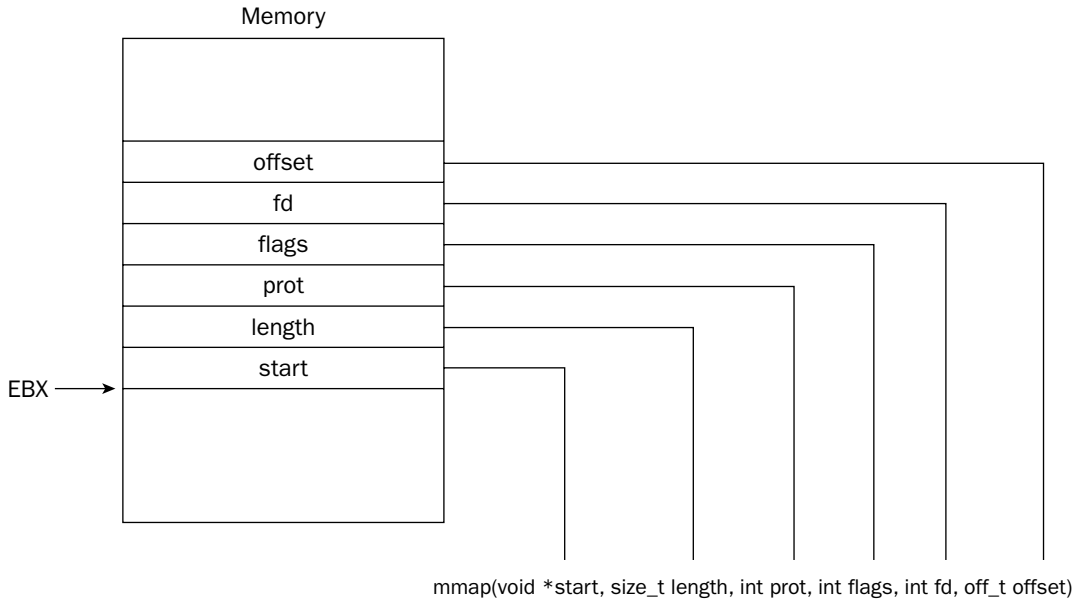 Memory
offset
fd
flags
prot
length
start
EBX
mmap(void *start, size_t length, int prot, int flags, int fd, off_t offset)